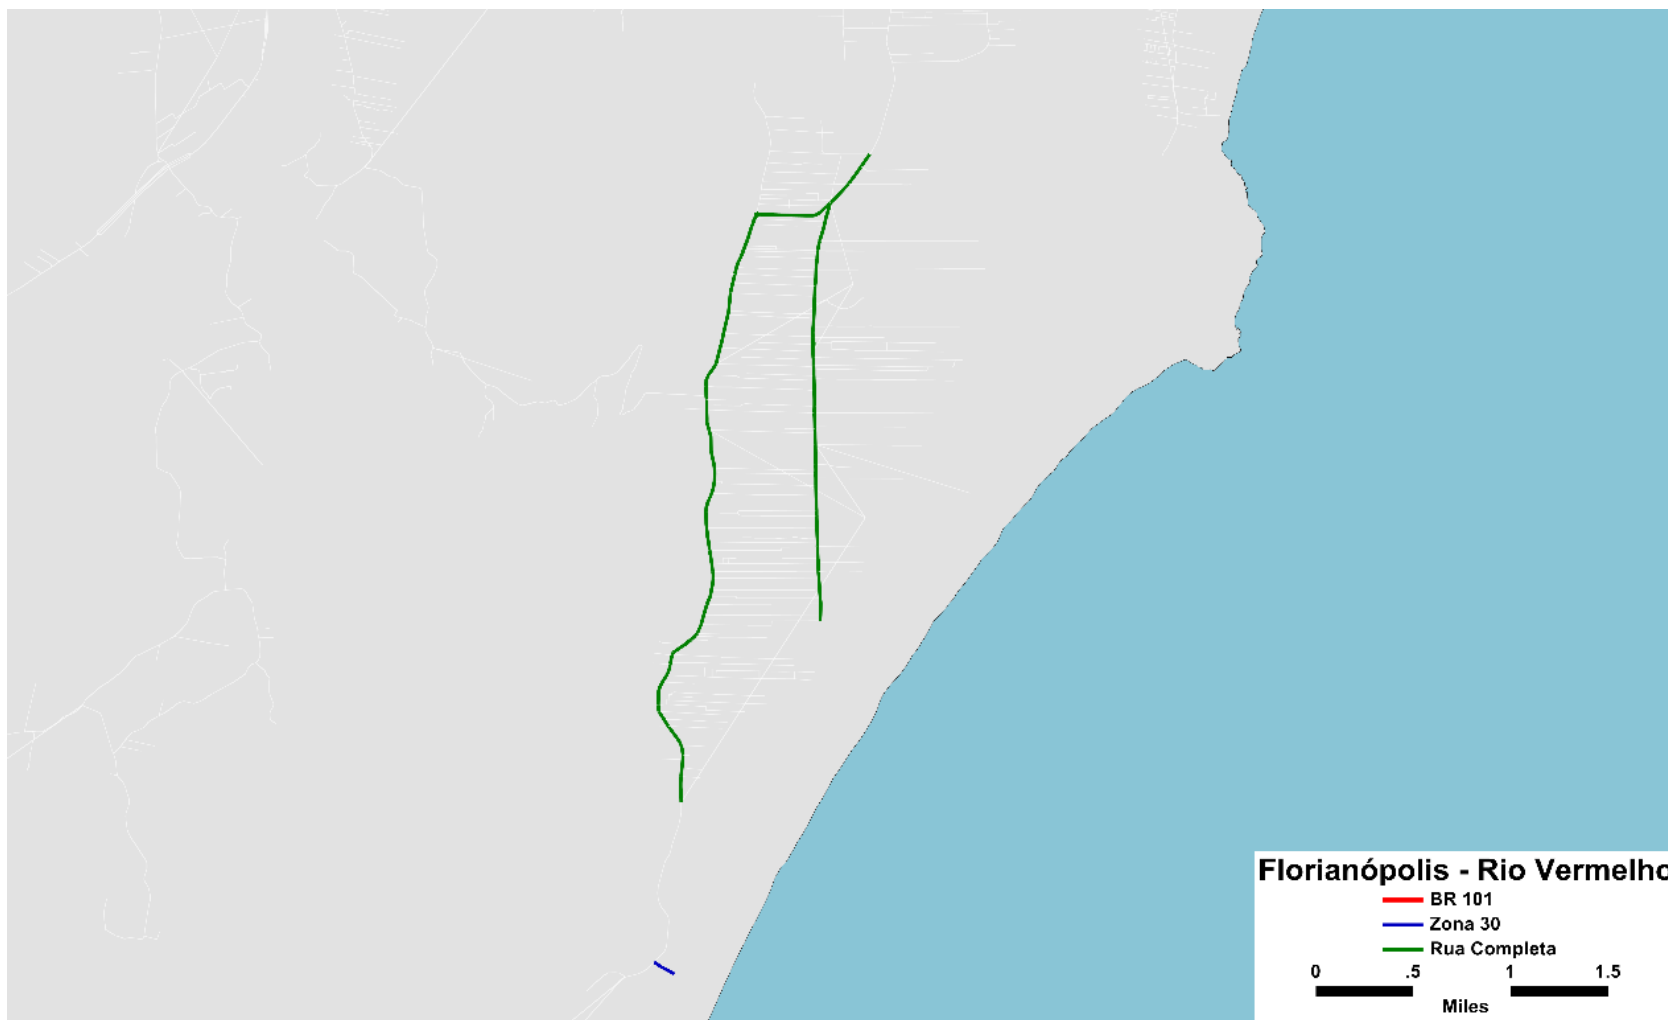 Florianópolis - Rio Vermelho
BR 101
Zona 30
Rua Completa
0 .5 1 1.5
Miles